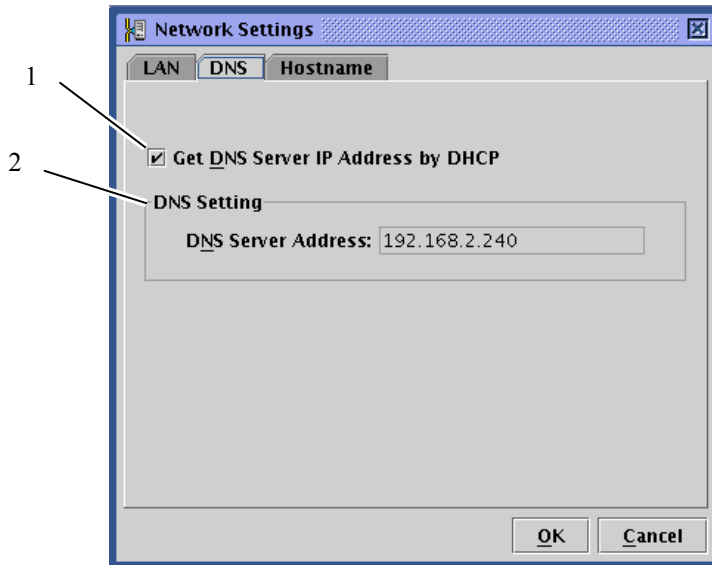 Network Settings
LAN DNS Hostname
1
Get DNS Server IP Address by DHCP
2
DNS Setting
DNS Server Address: 192.168.2.240
OK Cancel